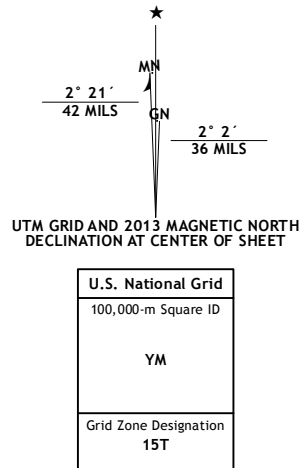 MN
GN
2° 21´
42 MILS
2° 2´
36 MILS
UTM GRID AND 2013 MAGNETIC NORTH
DECLINATION AT CENTER OF SHEET
U.S. National Grid
100,000-m Square ID
YM
Grid Zone Designation
15T